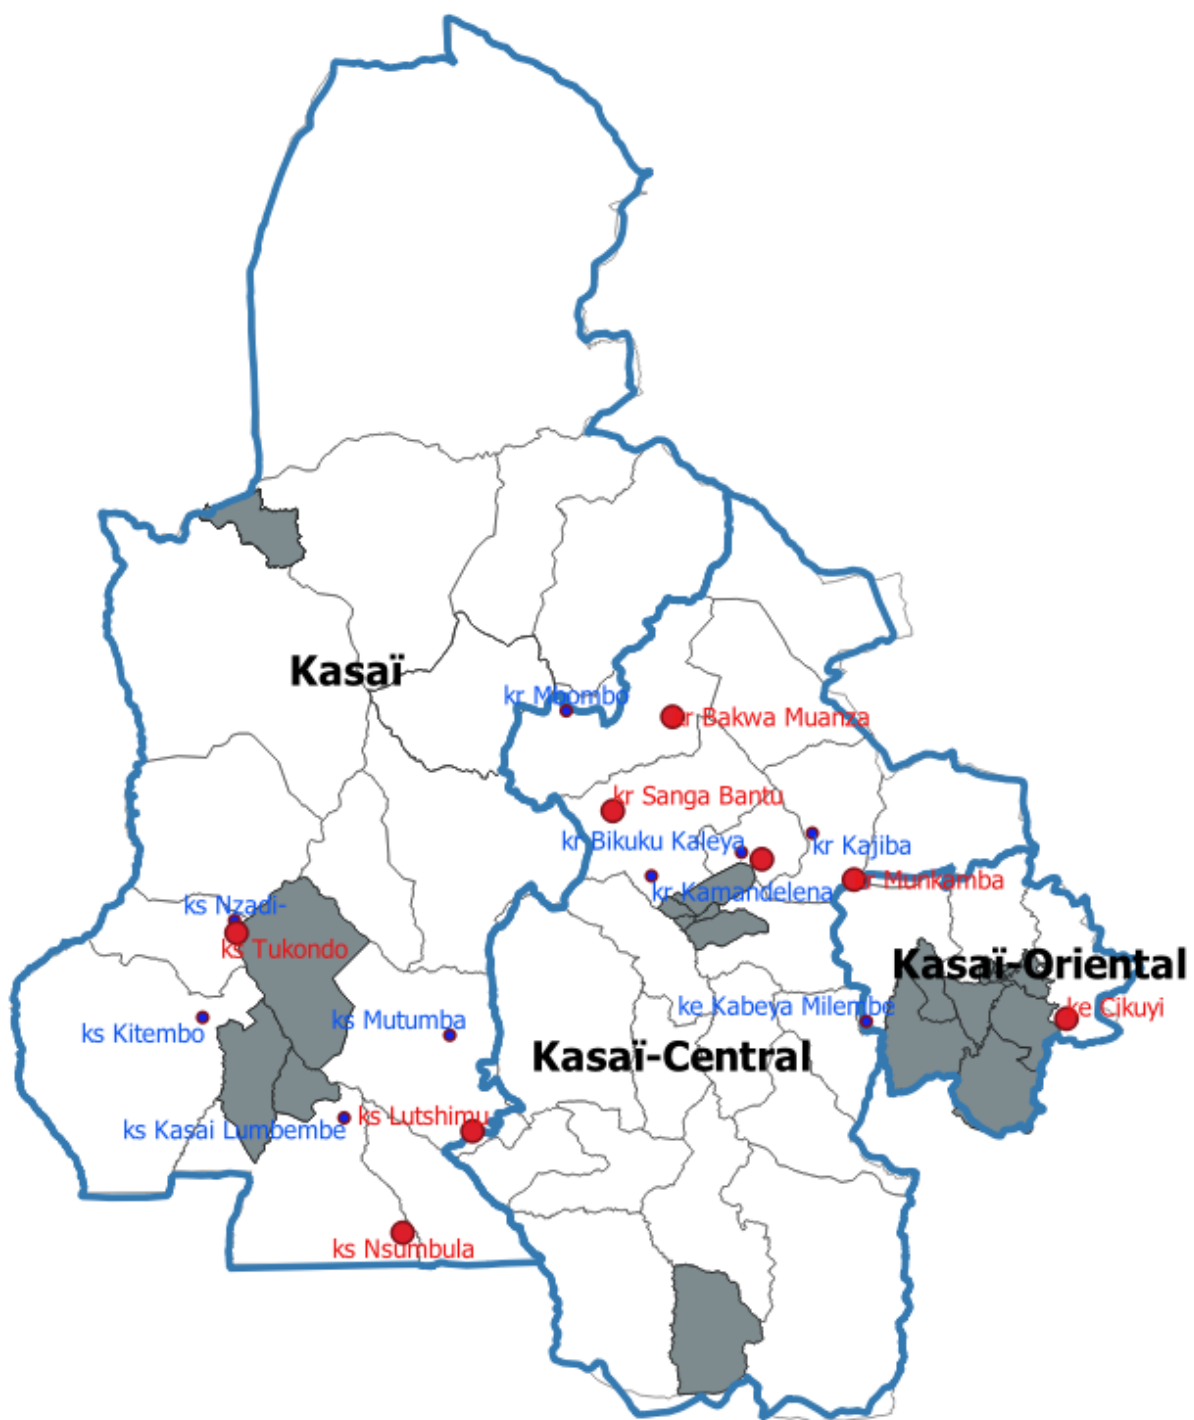 Kasaï
kr Mbombo
kr Bakwa Muanza
kr Sanga Bantu
kr Bikuku Kaleya
kr Kajiba
kr Kamandelena
kr Munkamba
ks Nzadi-
ks Tukondo
Kasaï-Oriental
ke Kabeya Milembe
ke Cikuyi
ks Kitembo
ks Mutumba
Kasaï-Central
ks Lutshimu
ks Kasai Lumbembe
ks Nsumbula